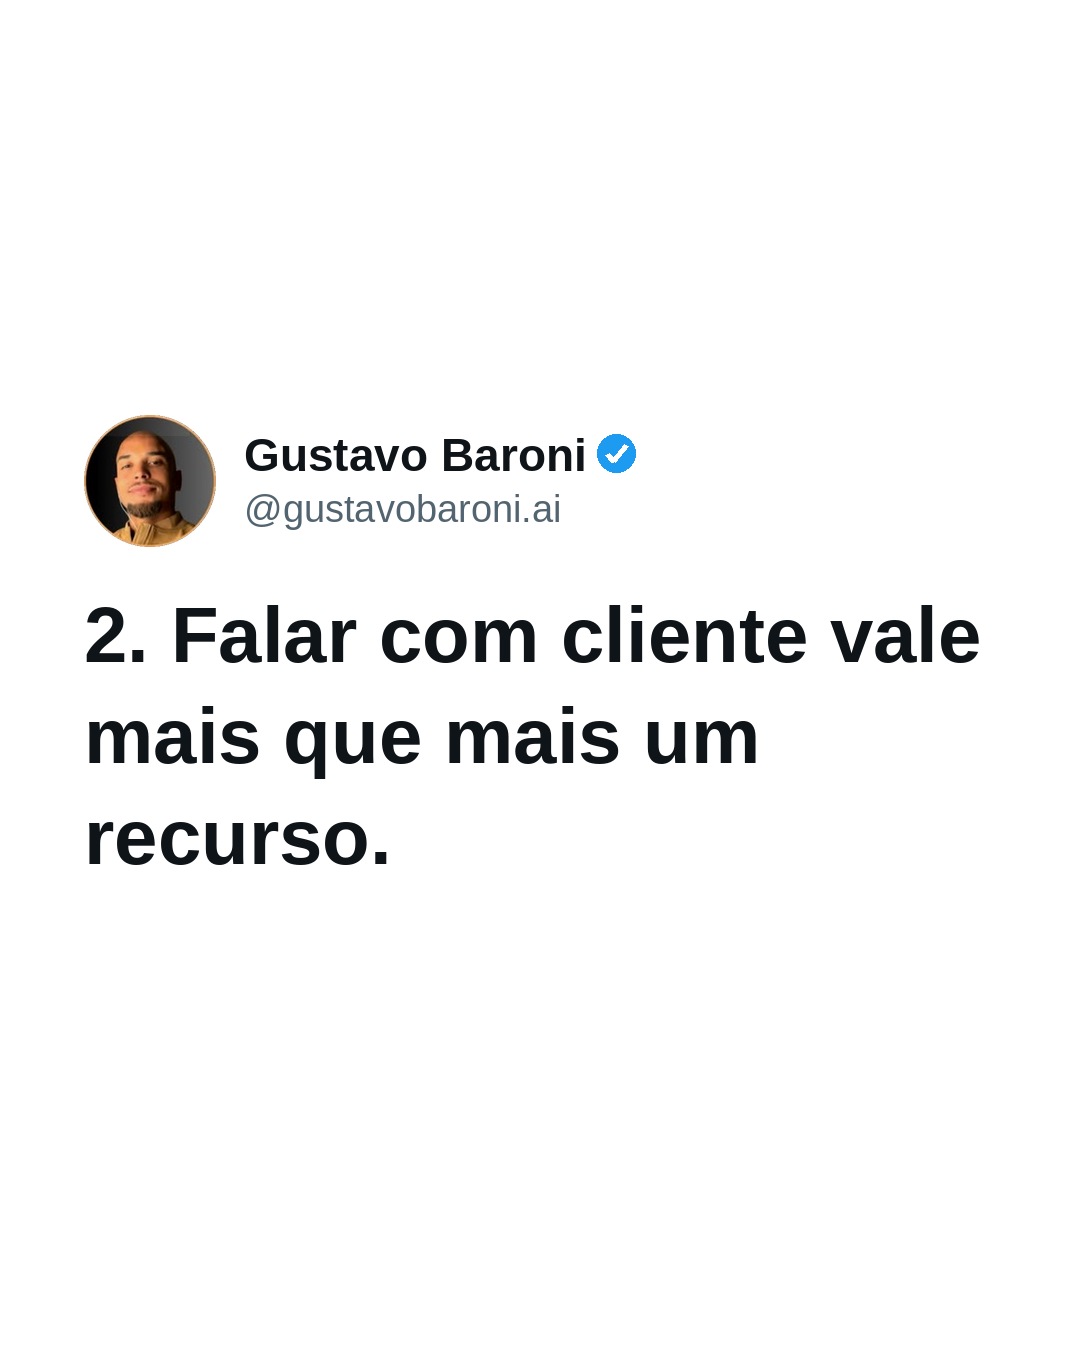 Gustavo Baroni
@gustavobaroni.ai
2. Falar com cliente vale
mais que mais um
recurso.